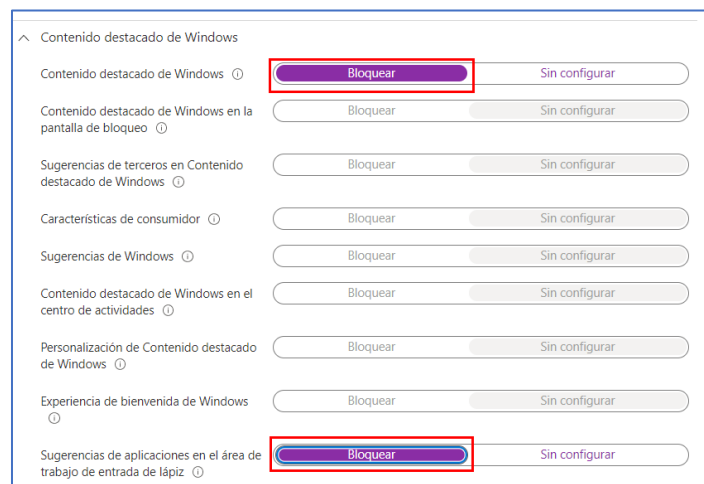 Contenido destacado de Windows
Contenido destacado de Windows Bloquear Sin configurar
Contenido destacado de Windows en la
pantalla de bloqueo Bloquear Sin configurar
Sugerencias de terceros en Contenido
destacado de Windows Bloquear Sin configurar
Características de consumidor Bloquear Sin configurar
Sugerencias de Windows Bloquear Sin configurar
Contenido destacado de Windows en el
centro de actividades Bloquear Sin configurar
Personalización de Contenido destacado
de Windows Bloquear Sin configurar
Experiencia de bienvenida de Windows Bloquear Sin configurar
Sugerencias de aplicaciones en el área de
trabajo de entrada de lápiz Bloquear Sin configurar